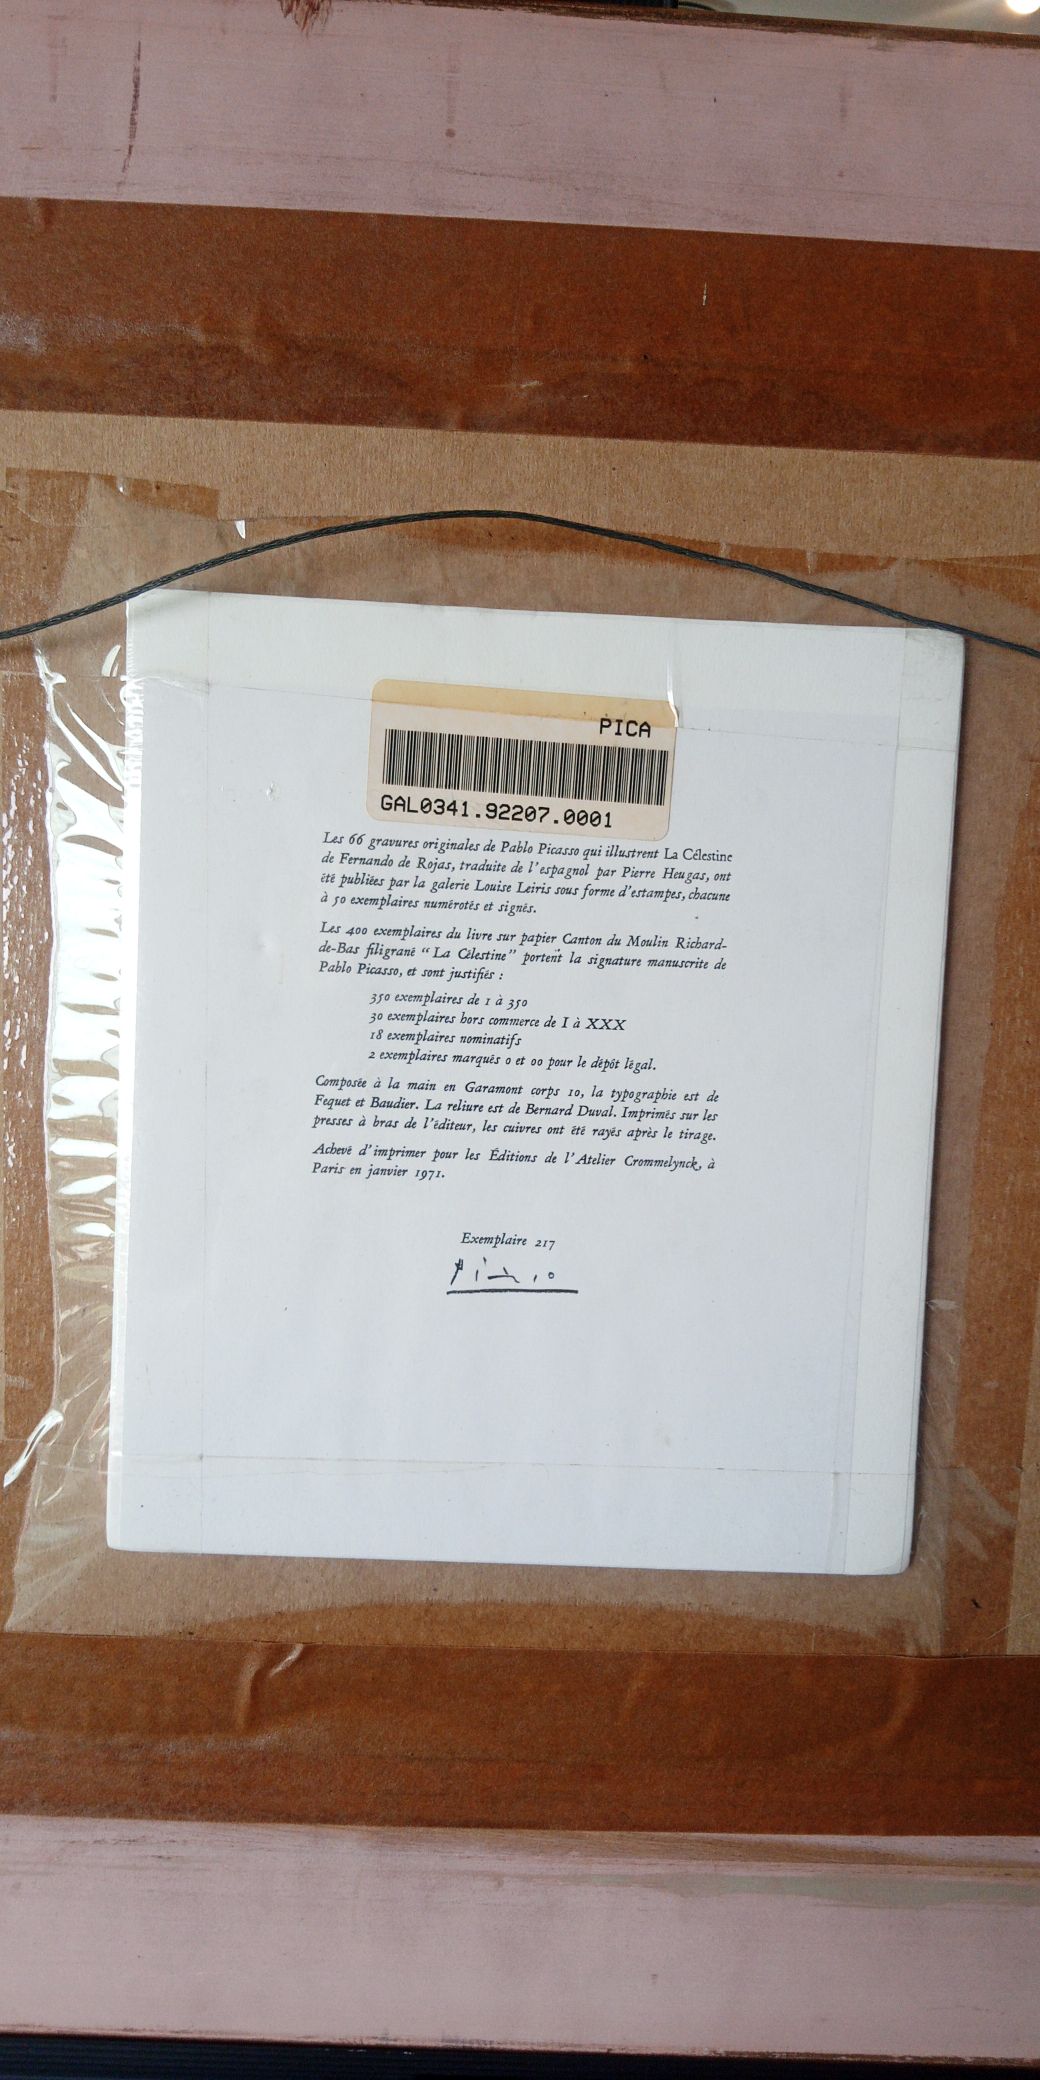 PICA
GAL0341.92207.0001
Les 66 gravures originales de Pablo Picasso qui illustrent La Célestine
de Fernando de Rojas, traduite de l'espagnol par Pierre Heugas, ont
été publiées par la galerie Louise Leiris sous forme d'estampes, chacune
à 50 exemplaires numérotés et signés.
Les 400 exemplaires du livre sur papier Canton du Moulin Richard-
de-Bas filigrané “ La Célestine” portent la signature manuscrite de
Pablo Picasso, et sont justifiés :
350 exemplaires de 1 à 350
30 exemplaires hors commerce de I à XXX
18 exemplaires nominatifs
2 exemplaires marqués 0 et 00 pour le dépôt légal.
Composée à la main en Garamont corps 10, la typographie est de
Fequet et Baudier. La reliure est de Bernard Duval. Imprimés sur les
presses à bras de l'éditeur, les cuivres ont été rayés après le tirage.
Achevé d'imprimer pour les Éditions de l'Atelier Crommelynck, à
Paris en janvier 1971.
Exemplaire 217
Picasso